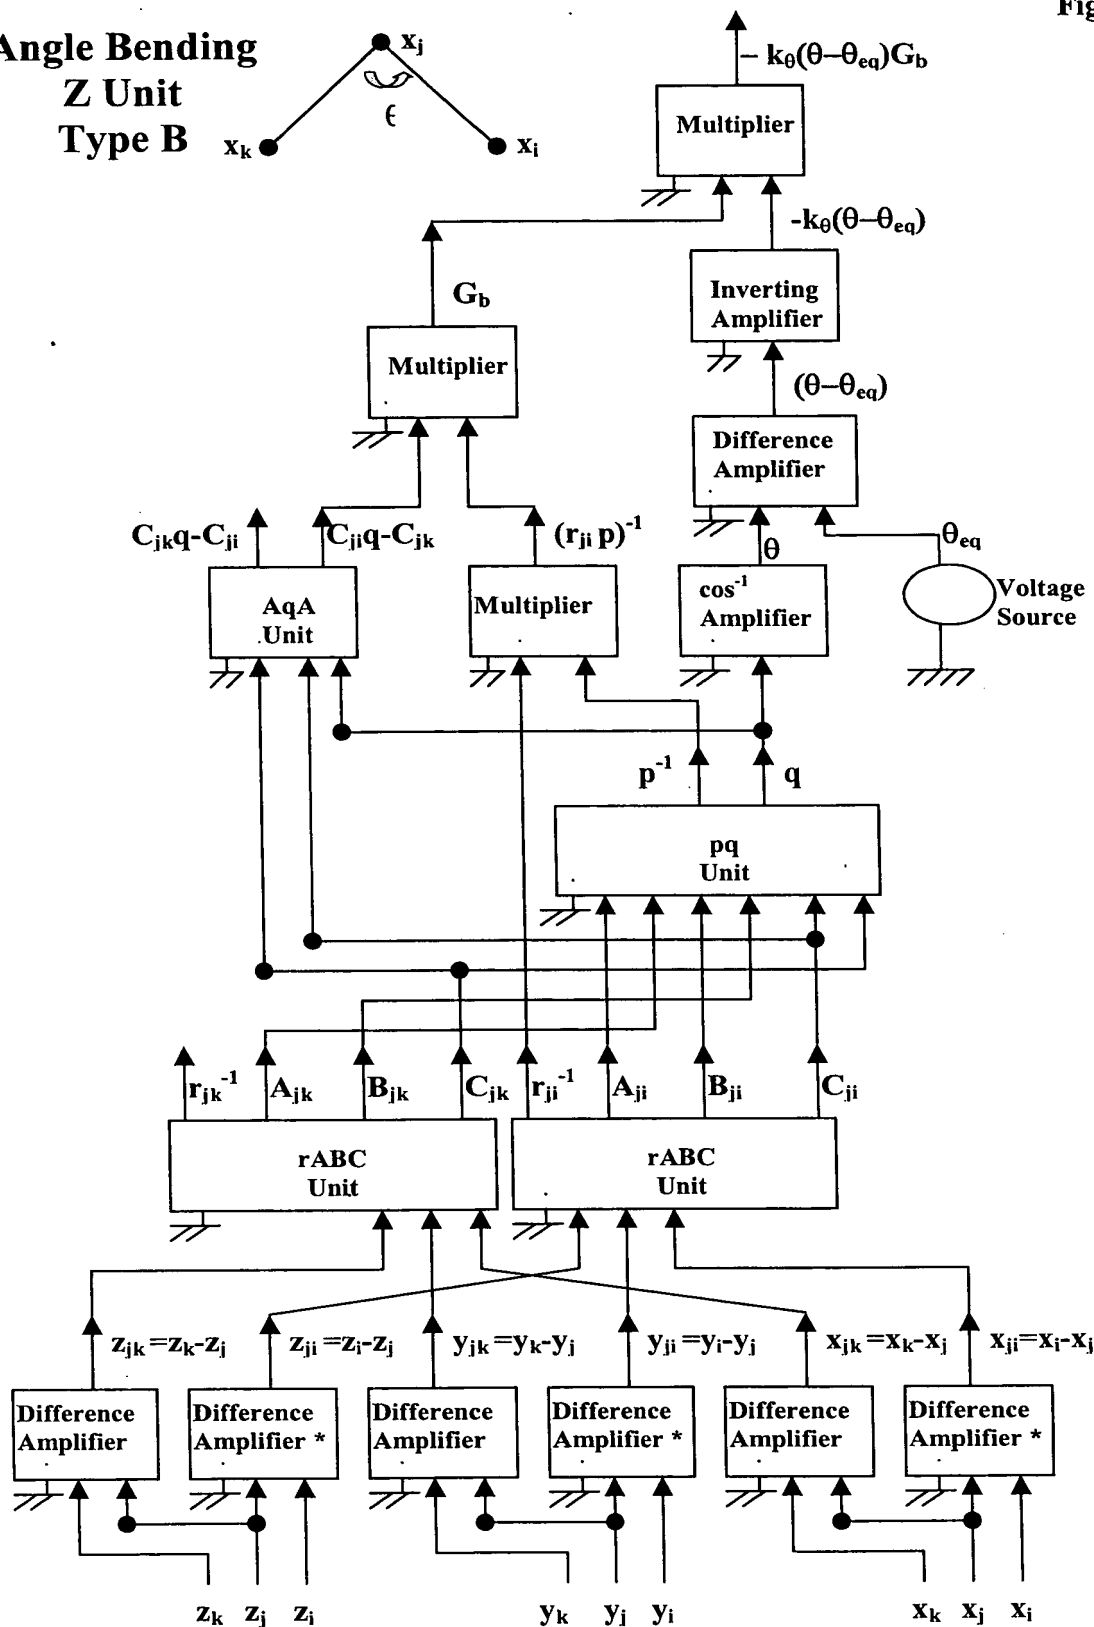 Fig
Angle Bending
Z Unit
Type B
xⱼ
ϵ
xₖ
xᵢ
– kθ(θ–θeq)Gb
Multiplier
-kθ(θ–θeq)
Inverting
Amplifier
Gb
Multiplier
(θ–θeq)
Difference
Amplifier
Cjkq-Cji
Cjiq-Cjk
(rji p)⁻¹
θ
θeq
AqA
Unit
Multiplier
cos⁻¹
Amplifier
Voltage
Source
p⁻¹
q
pq
Unit
rjk⁻¹
Ajk
Bjk
Cjk
rji⁻¹
Aji
Bji
Cji
rABC
Unit
rABC
Unit
zjk=zk-zj
zji=zi-zj
yjk=yk-yj
yji=yi-yj
xjk=xk-xj
xji=xi-xj
Difference
Amplifier
Difference
Amplifier *
Difference
Amplifier
Difference
Amplifier *
Difference
Amplifier
Difference
Amplifier *
zk zj zi
yk yj yi
xk xj xi